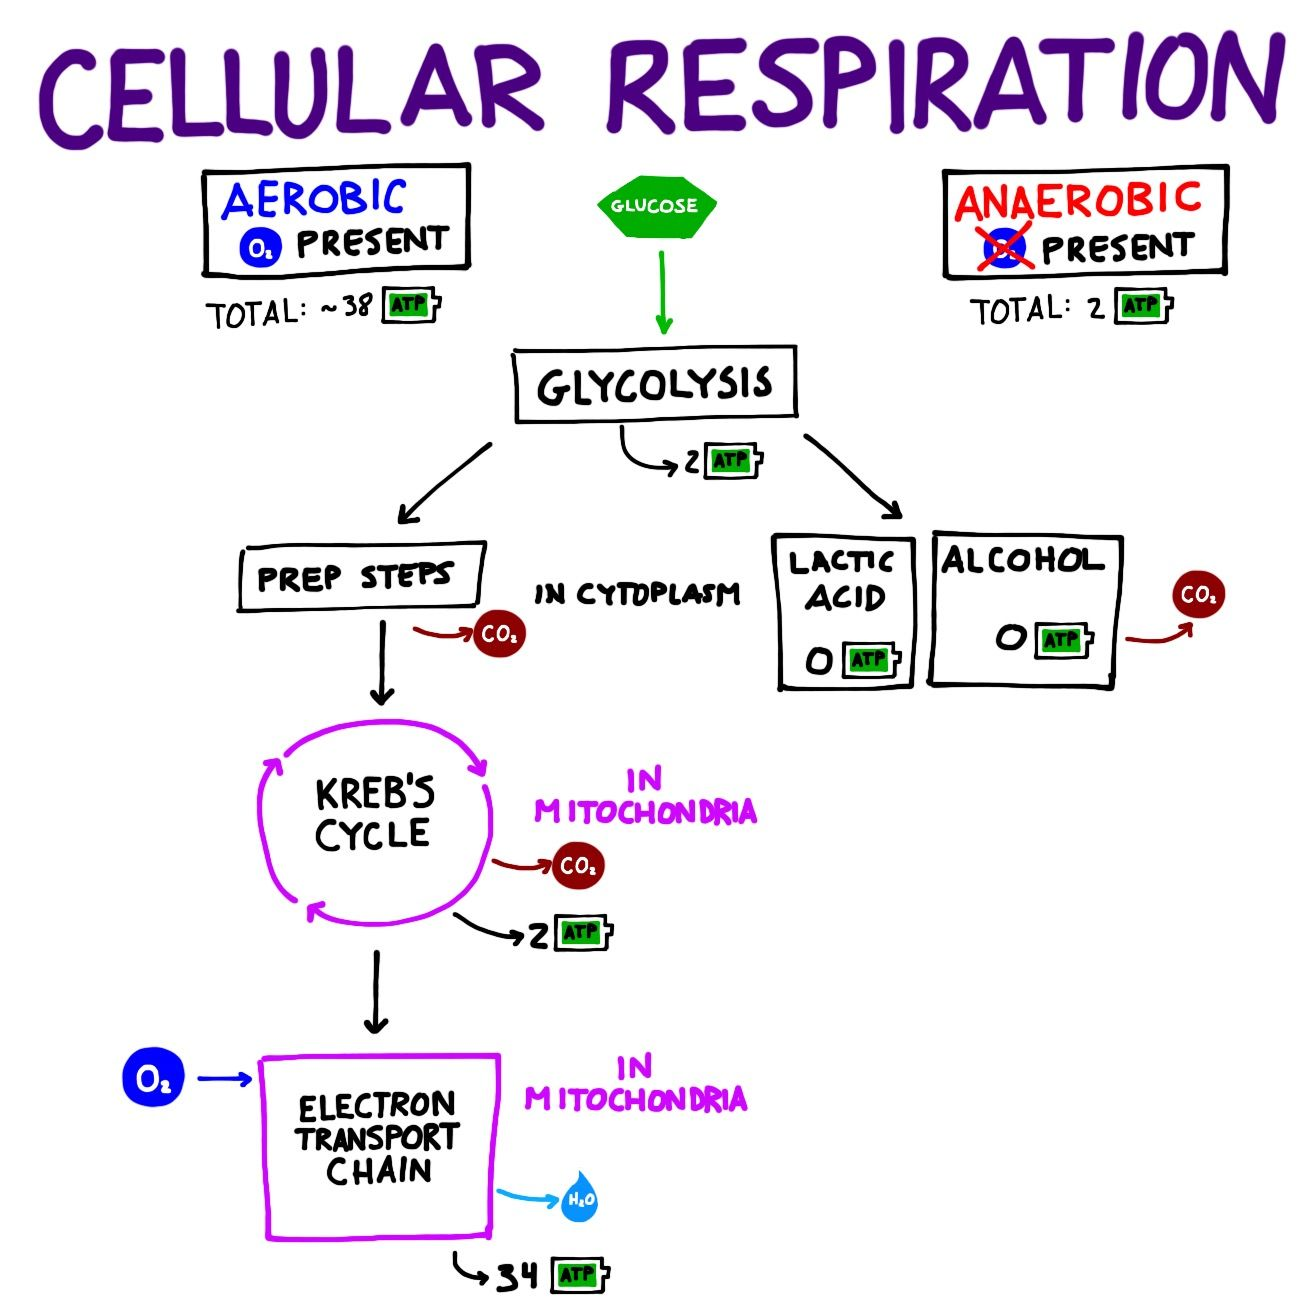 CELLULAR RESPIRATION
AEROBIC
O₂ PRESENT
TOTAL: ~38 ATP
GLUCOSE
ANAEROBIC
O₂ PRESENT
TOTAL: 2 ATP
GLYCOLYSIS
2 ATP
PREP STEPS
CO₂
IN CYTOPLASM
LACTIC
ACID
0 ATP
ALCOHOL
0 ATP
CO₂
KREB'S
CYCLE
IN
MITOCHONDRIA
CO₂
2 ATP
O₂
ELECTRON
TRANSPORT
CHAIN
IN
MITOCHONDRIA
H₂O
34 ATP